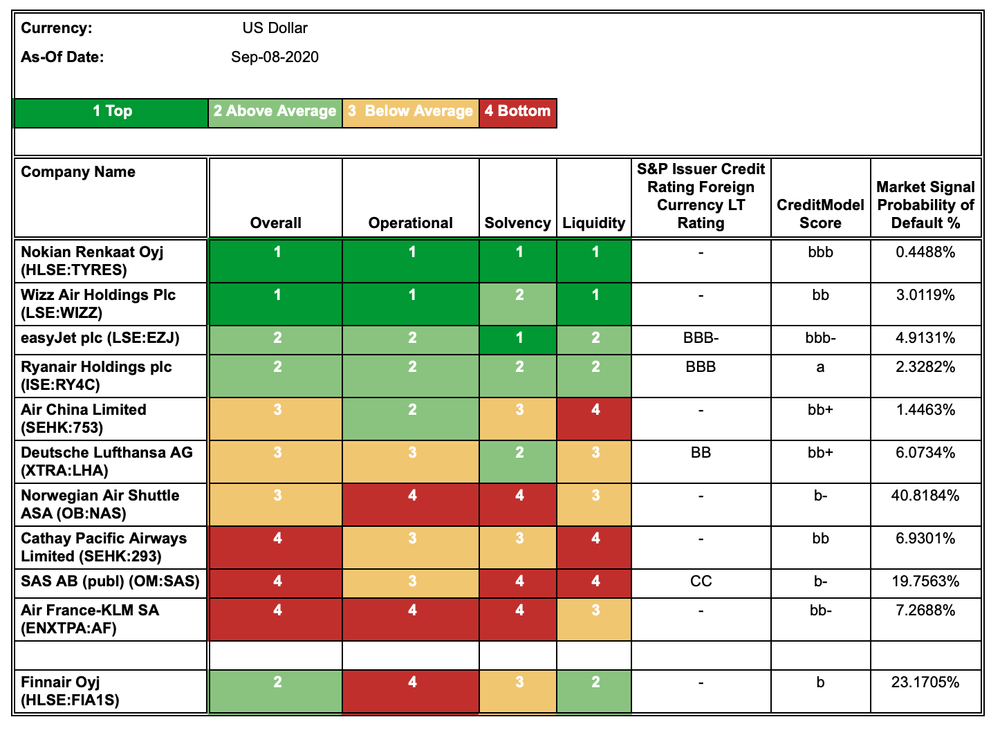 Currency: US Dollar
As-Of Date: Sep-08-2020
1 Top 2 Above Average 3 Below Average 4 Bottom
Company Name Overall Operational Solvency Liquidity S&P Issuer Credit Rating Foreign Currency LT Rating CreditModel Score Market Signal Probability of Default %
Nokian Renkaat Oyj (HLSE:TYRES) 1 1 1 1 - bbb 0.4488%
Wizz Air Holdings Plc (LSE:WIZZ) 1 1 2 1 - bb 3.0119%
easyJet plc (LSE:EZJ) 2 2 1 2 BBB- bbb- 4.9131%
Ryanair Holdings plc (ISE:RY4C) 2 2 2 2 BBB a 2.3282%
Air China Limited (SEHK:753) 3 2 3 4 - bb+ 1.4463%
Deutsche Lufthansa AG (XTRA:LHA) 3 3 2 3 BB bb+ 6.0734%
Norwegian Air Shuttle ASA (OB:NAS) 3 4 4 3 - b- 40.8184%
Cathay Pacific Airways Limited (SEHK:293) 4 3 3 4 - bb 6.9301%
SAS AB (publ) (OM:SAS) 4 3 4 4 CC b- 19.7563%
Air France-KLM SA (ENXTPA:AF) 4 4 4 3 - bb- 7.2688%
Finnair Oyj (HLSE:FIA1S) 2 4 3 2 - b 23.1705%